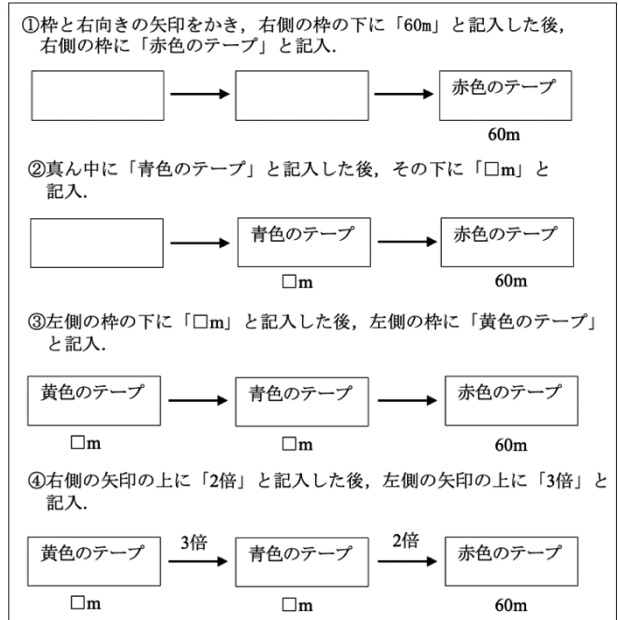 ①枠と右向きの矢印をかき，右側の枠の下に「60m」と記入した後，
右側の枠に「赤色のテープ」と記入．
赤色のテープ
60m
②真ん中に「青色のテープ」と記入した後，その下に「□m」と
記入．
青色のテープ 赤色のテープ
□m 60m
③左側の枠の下に「□m」と記入した後，左側の枠に「黄色のテープ」
と記入．
黄色のテープ 青色のテープ 赤色のテープ
□m □m 60m
④右側の矢印の上に「2倍」と記入した後，左側の矢印の上に「3倍」と
記入．
3倍 2倍
黄色のテープ 青色のテープ 赤色のテープ
□m □m 60m